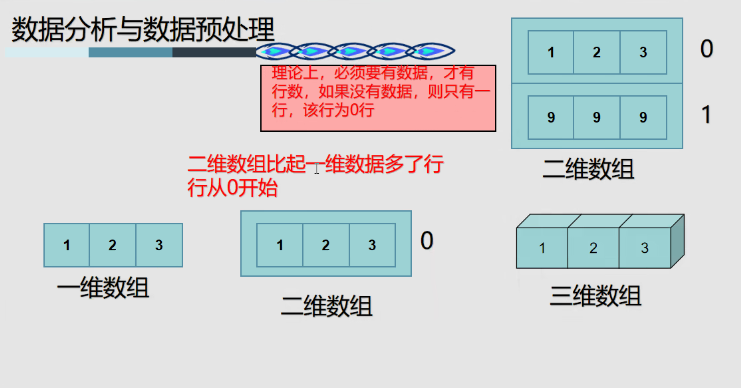 数据分析与数据预处理
理论上，必须要有数据，才有
行数，如果没有数据，则只有一
行，该行为0行
1 2 3 0
9 9 9 1
二维数组
二维数组比起一维数据多了行
行从0开始
1 2 3
一维数组
1 2 3 0
二维数组
1 2 3
三维数组